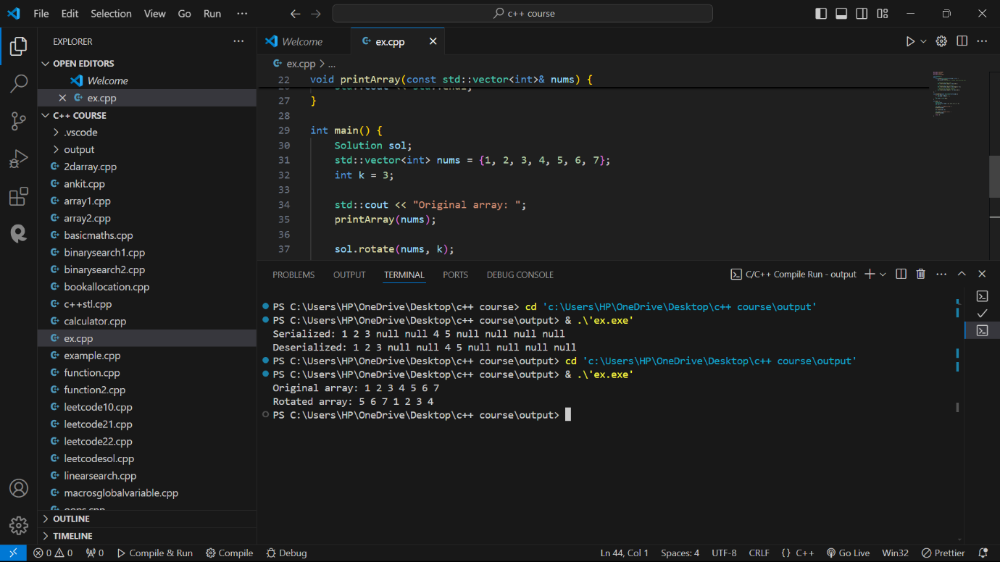 File Edit Selection View Go Run ···
c++ course
EXPLORER ···
OPEN EDITORS
Welcome
ex.cpp
C++ COURSE
.vscode
output
2darray.cpp
ankit.cpp
array1.cpp
array2.cpp
basicmaths.cpp
binarysearch1.cpp
binarysearch2.cpp
bookallocation.cpp
c++stl.cpp
calculator.cpp
ex.cpp
example.cpp
function.cpp
function2.cpp
leetcode10.cpp
leetcode21.cpp
leetcode22.cpp
leetcodesol.cpp
linearsearch.cpp
macrosglobalvariable.cpp
OUTLINE
TIMELINE
Welcome ex.cpp
ex.cpp > ...
22 void printArray(const std::vector<int>& nums) {
27 }
28
29 int main() {
30 Solution sol;
31 std::vector<int> nums = {1, 2, 3, 4, 5, 6, 7};
32 int k = 3;
33
34 std::cout << "Original array: ";
35 printArray(nums);
36
37 sol.rotate(nums, k);
PROBLEMS OUTPUT TERMINAL PORTS DEBUG CONSOLE C/C++ Compile Run - output
PS C:\Users\HP\OneDrive\Desktop\c++ course> cd 'c:\Users\HP\OneDrive\Desktop\c++ course\output'
PS C:\Users\HP\OneDrive\Desktop\c++ course\output> & .\'ex.exe'
Serialized: 1 2 3 null null 4 5 null null null null
Deserialized: 1 2 3 null null 4 5 null null null null
PS C:\Users\HP\OneDrive\Desktop\c++ course\output> cd 'c:\Users\HP\OneDrive\Desktop\c++ course\output'
PS C:\Users\HP\OneDrive\Desktop\c++ course\output> & .\'ex.exe'
Original array: 1 2 3 4 5 6 7
Rotated array: 5 6 7 1 2 3 4
PS C:\Users\HP\OneDrive\Desktop\c++ course\output>
0 0 0 Compile & Run Compile Debug Ln 44, Col 1 Spaces: 4 UTF-8 CRLF {} C++ Go Live Win32 Prettier